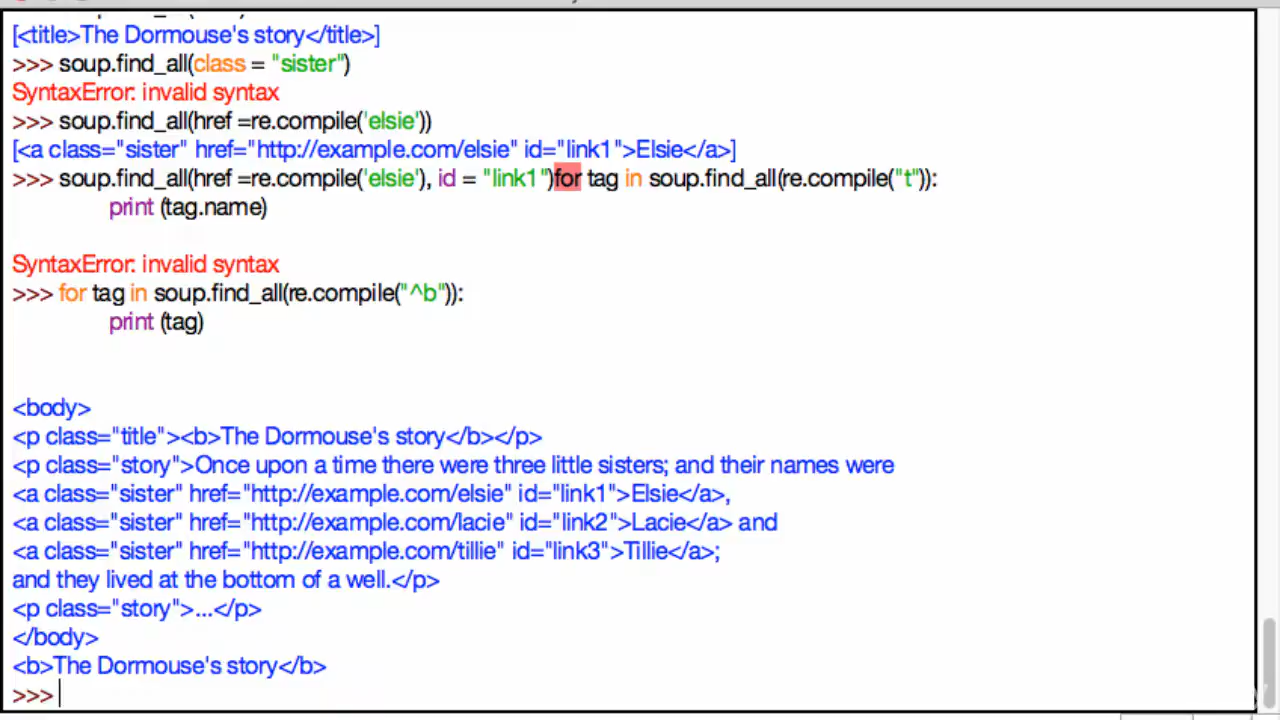 [<title>The Dormouse's story</title>]
>>> soup.find_all(class = "sister")
SyntaxError: invalid syntax
>>> soup.find_all(href =re.compile('elsie'))
[<a class="sister" href="http://example.com/elsie" id="link1">Elsie</a>]
>>> soup.find_all(href =re.compile('elsie'), id = "link1")for tag in soup.find_all(re.compile("t")):
print (tag.name)
SyntaxError: invalid syntax
>>> for tag in soup.find_all(re.compile("^b")):
print (tag)
<body>
<p class="title"><b>The Dormouse's story</b></p>
<p class="story">Once upon a time there were three little sisters; and their names were
<a class="sister" href="http://example.com/elsie" id="link1">Elsie</a>,
<a class="sister" href="http://example.com/lacie" id="link2">Lacie</a> and
<a class="sister" href="http://example.com/tillie" id="link3">Tillie</a>;
and they lived at the bottom of a well.</p>
<p class="story">...</p>
</body>
<b>The Dormouse's story</b>
>>>